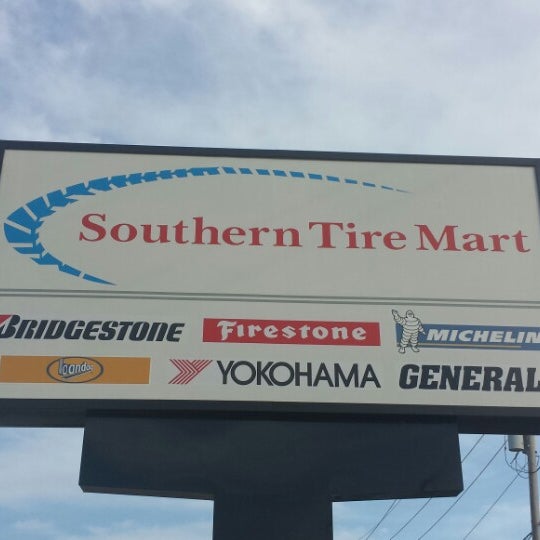 Southern Tire Mart
BRIDGESTONE Firestone MICHELIN
bandag YOKOHAMA GENERAL